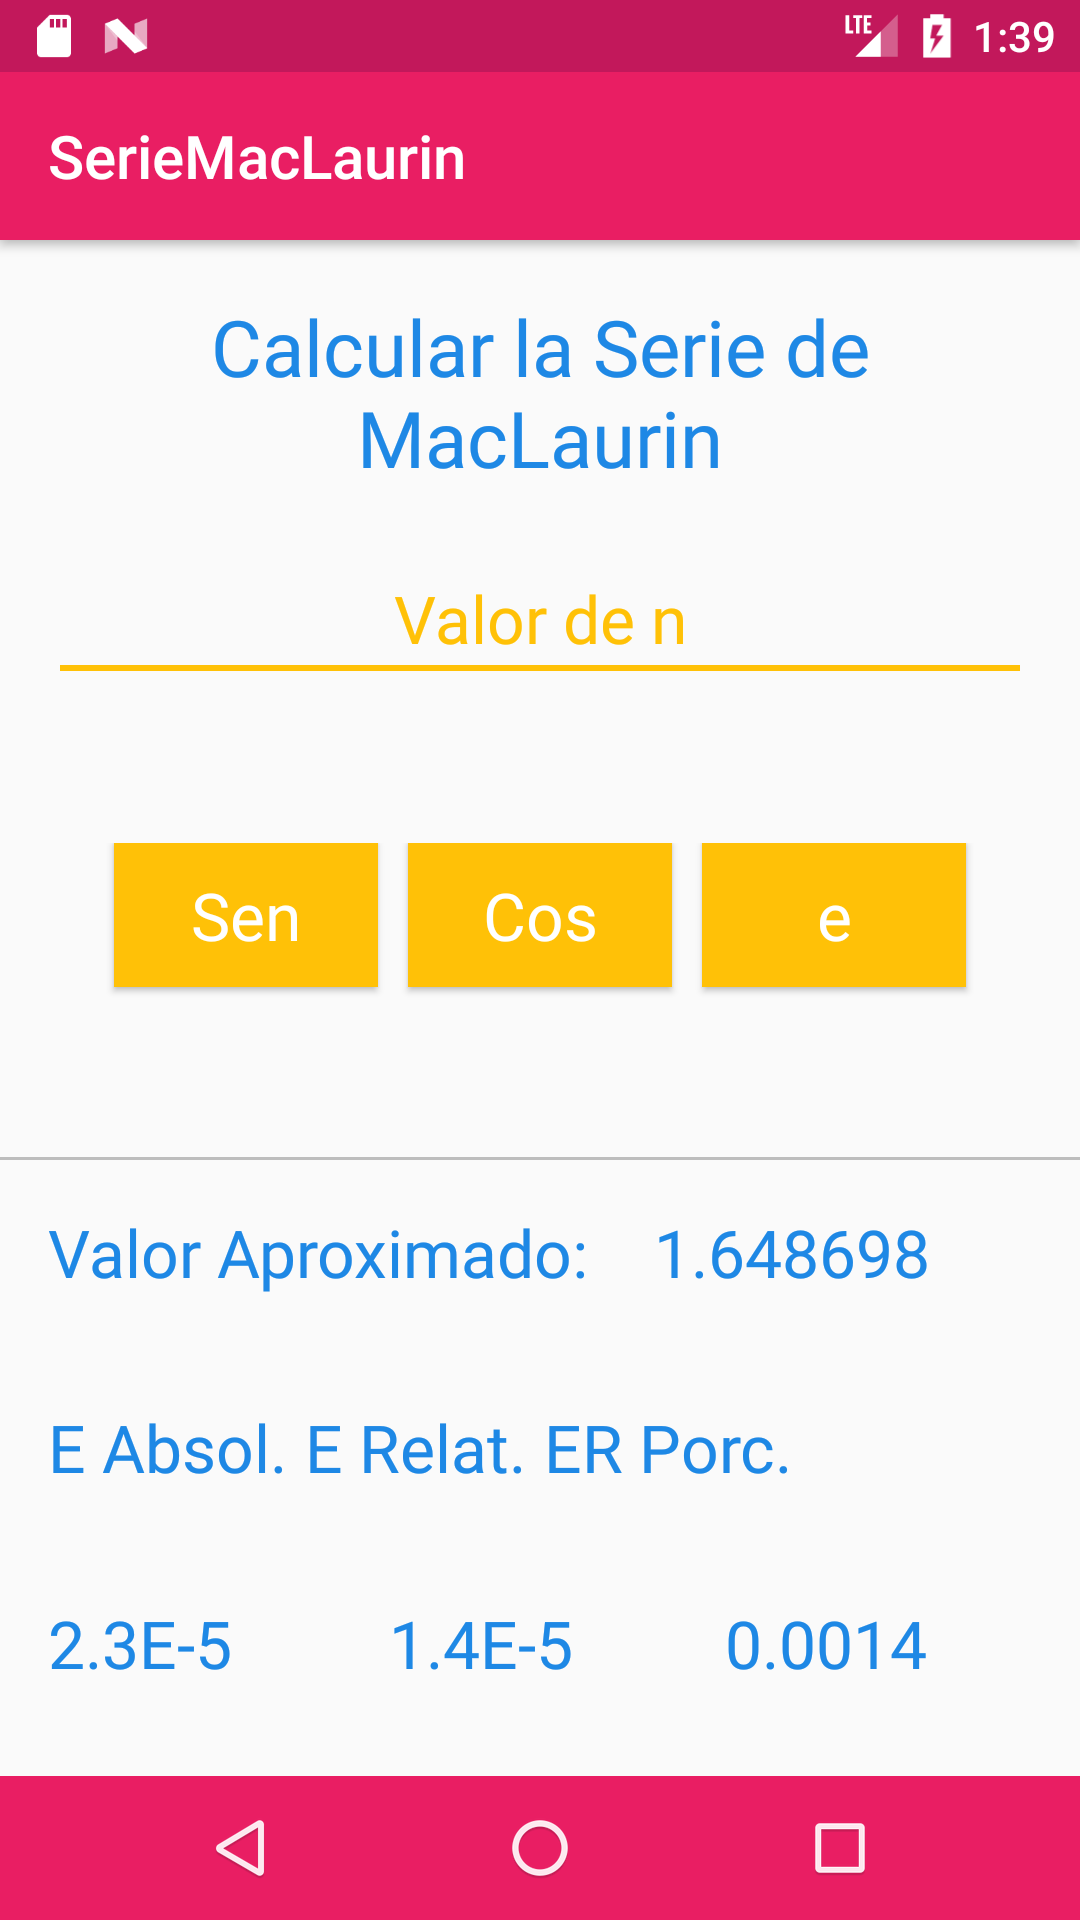 LTE 1:39
SerieMacLaurin
Calcular la Serie de
MacLaurin
Valor de n
Sen Cos e
Valor Aproximado: 1.648698
E Absol. E Relat. ER Porc.
2.3E-5 1.4E-5 0.0014